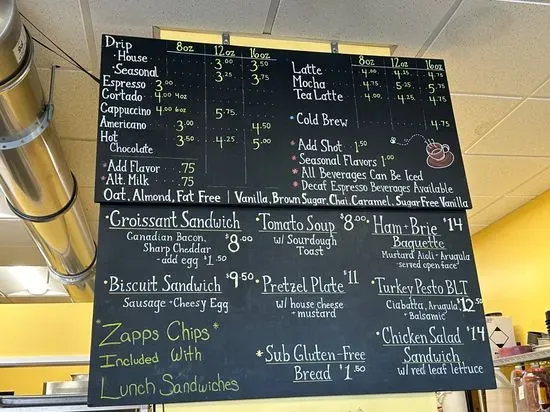 8oz 12oz 16oz
Drip
·House 3.00 3.50
·Seasonal 3.25 3.75
Espresso 3.00
Cortado 4.00 4oz
Cappuccino 4.00 6oz 5.75
Americano 3.00 4.50
Hot Chocolate 3.50 4.25 5.00
*Add Flavor .75
*Alt. Milk .75
8oz 12oz 16oz
Latte 4.00 4.25 4.75
Mocha 4.75 5.25 5.75
Tea Latte 4.00 4.25 4.75
*Cold Brew 4.75
*Add Shot 1.50
*Seasonal Flavors 1.00
*All Beverages Can Be Iced
*Decaf Espresso Beverages Available
Oat, Almond, Fat Free | Vanilla, Brown Sugar, Chai, Caramel, Sugar Free Vanilla
·Croissant Sandwich
Canadian Bacon,
Sharp Cheddar $8.00
-add egg $1.50
·Biscuit Sandwich $9.50
Sausage + Cheesy Egg
*Zapps Chips*
Included With
Lunch Sandwiches
·Tomato Soup $8.00
w/ Sourdough
Toast
·Pretzel Plate $11
w/ house cheese
+ mustard
*Sub Gluten-Free
Bread $1.50
·Ham + Brie $14
Baguette
Mustard Aioli + Arugula
-served open face
·Turkey Pesto BLT
Ciabatta, Arugula, $12.50
+ Balsamic
·Chicken Salad $14
Sandwich
w/ red leaf lettuce